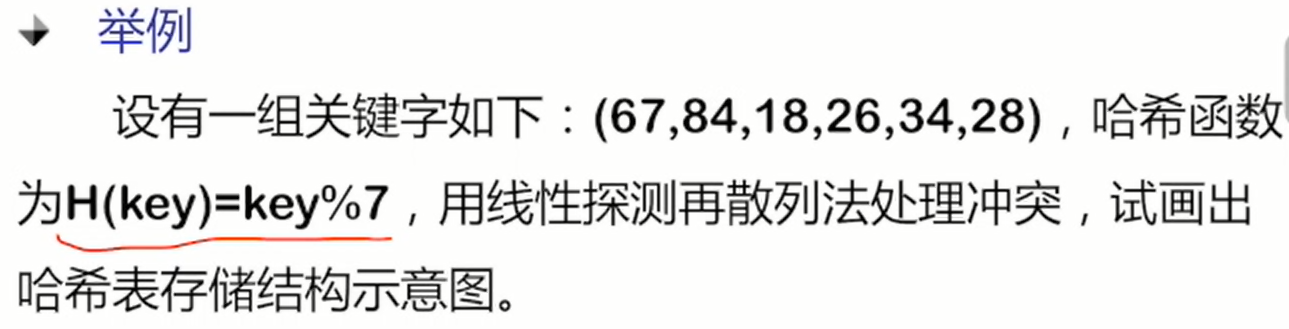 举例
设有一组关键字如下：(67,84,18,26,34,28)，哈希函数
为H(key)=key%7，用线性探测再散列法处理冲突，试画出
哈希表存储结构示意图。